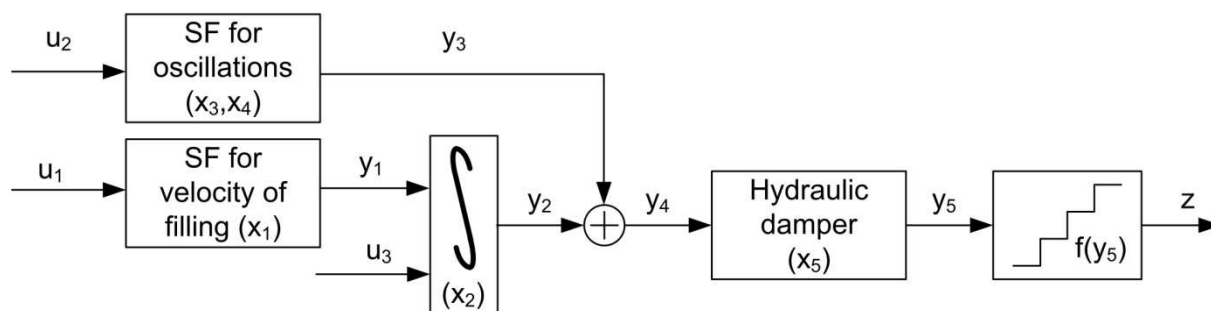 u₂
SF for
oscillations
(x₃,x₄)
y₃
u₁
SF for
velocity of
filling (x₁)
y₁
u₃
(x₂)
y₂
y₄
Hydraulic
damper
(x₅)
y₅
f(y₅)
z